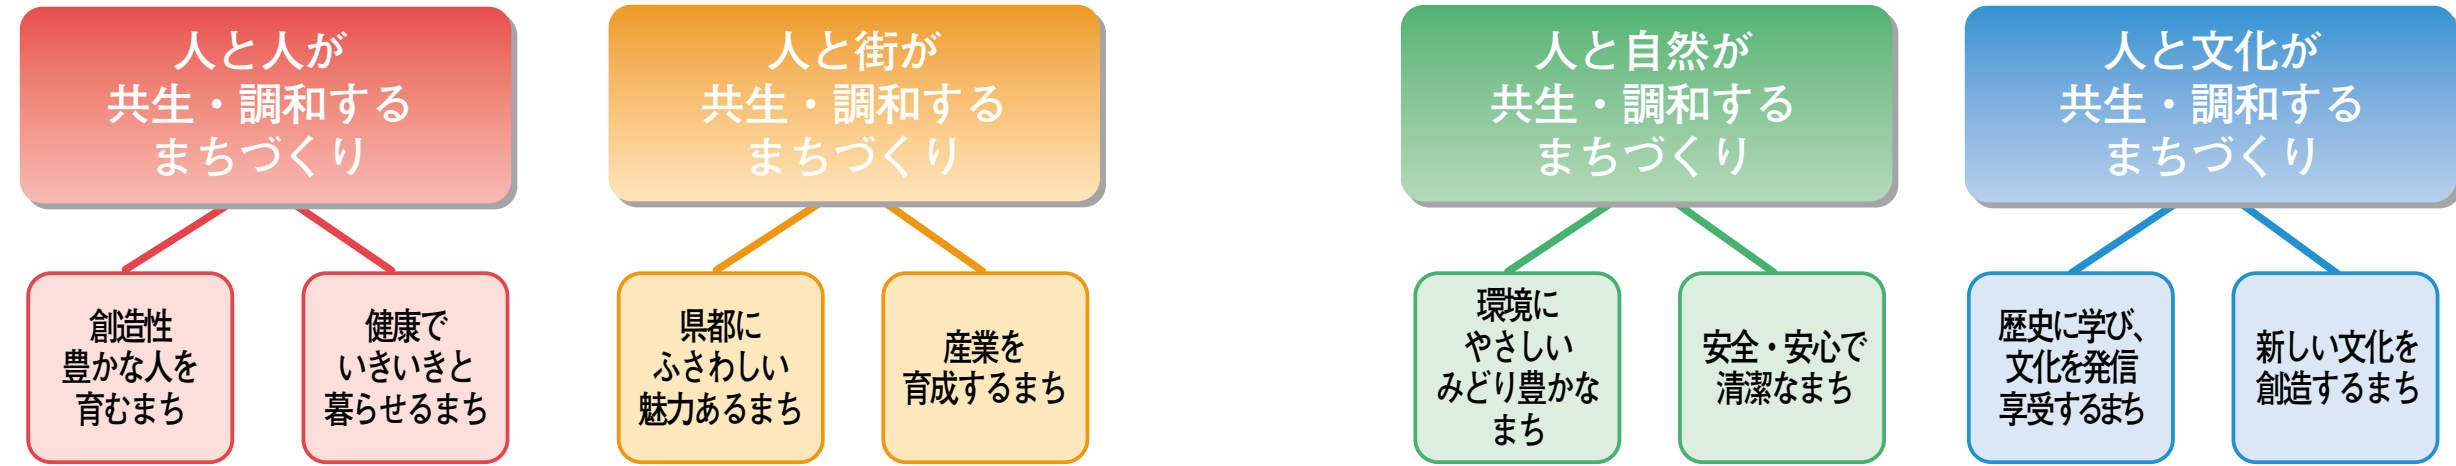 人と人が
共生・調和する
まちづくり
創造性
豊かな人を
育むまち
健康で
いきいきと
暮らせるまち
人と街が
共生・調和する
まちづくり
県都に
ふさわしい
魅力あるまち
産業を
育成するまち
人と自然が
共生・調和する
まちづくり
環境に
やさしい
みどり豊かな
まち
安全・安心で
清潔なまち
人と文化が
共生・調和する
まちづくり
歴史に学び、
文化を発信
享受するまち
新しい文化を
創造するまち